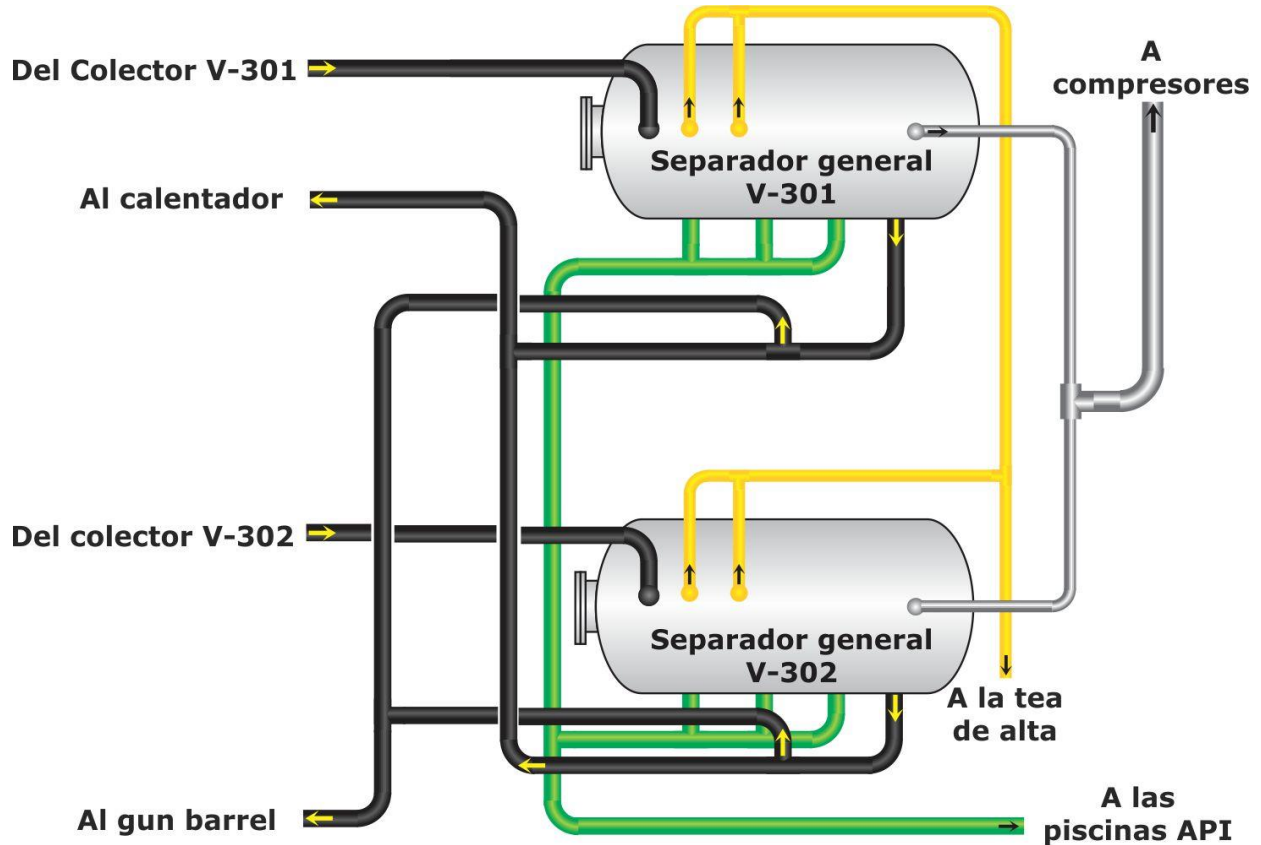 Del Colector V-301
A
compresores
Separador general
V-301
Al calentador
Del colector V-302
Separador general
V-302
A la tea
de alta
Al gun barrel
A las
piscinas API